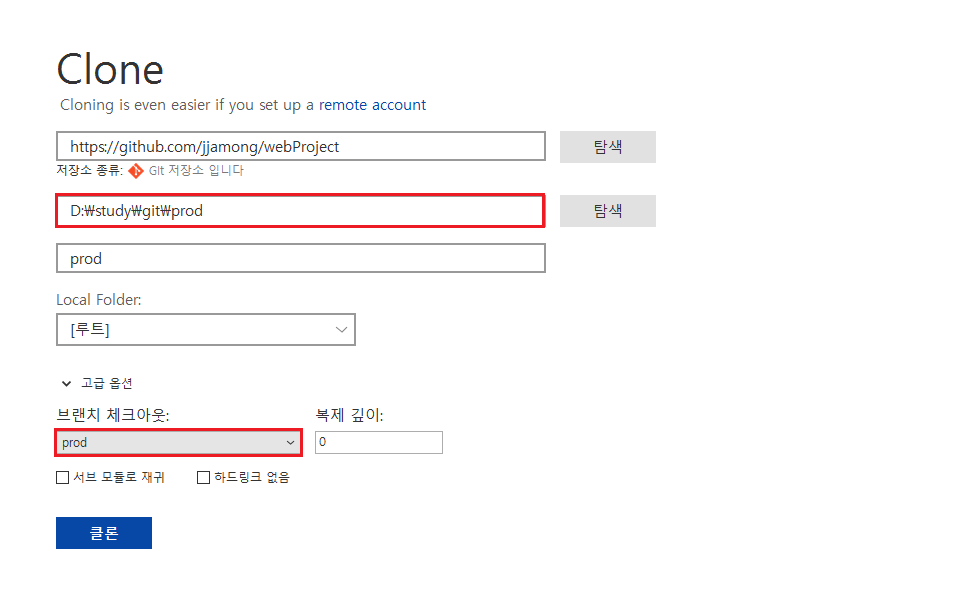 Clone
Cloning is even easier if you set up a remote account
https://github.com/jjamong/webProject
탐색
저장소 종류: Git 저장소 입니다
D:₩study₩git₩prod
탐색
prod
Local Folder:
[루트]
고급 옵션
브랜치 체크아웃: 복제 깊이:
prod 0
서브 모듈로 재귀 하드링크 없음
클론